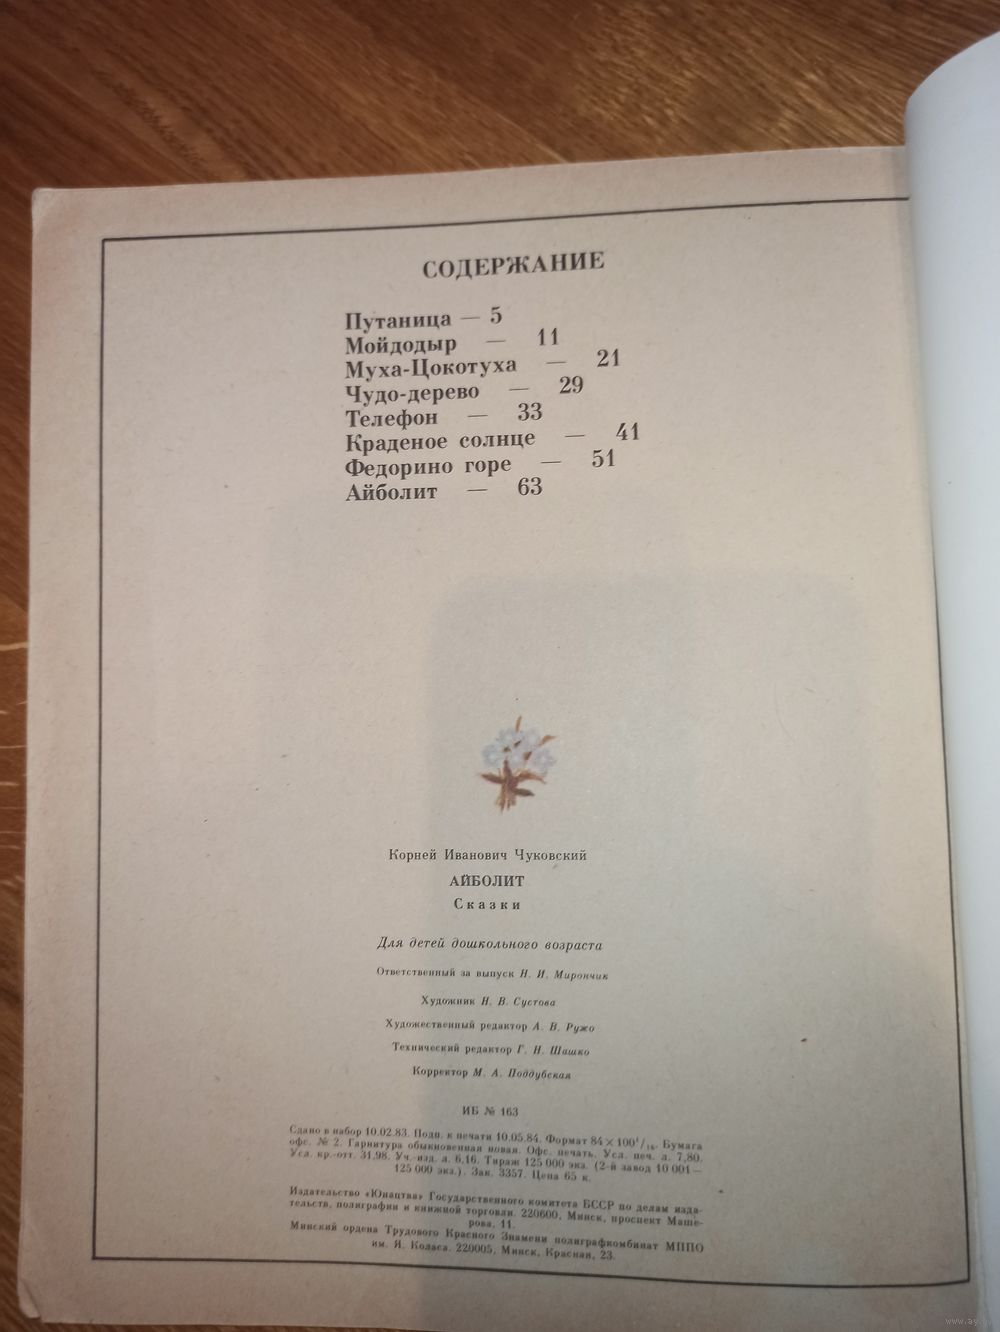 СОДЕРЖАНИЕ
Путаница — 5
Мойдодыр — 11
Муха-Цокотуха — 21
Чудо-дерево — 29
Телефон — 33
Краденое солнце — 41
Федорино горе — 51
Айболит — 63
Корней Иванович Чуковский
АЙБОЛИТ
Сказки
Для детей дошкольного возраста
Ответственный за выпуск Н. И. Мирончик
Художник Н. В. Сустова
Художественный редактор А. В. Ружо
Технический редактор Г. Н. Шашко
Корректор М. А. Поддубская
ИБ № 163
Сдано в набор 10.02.83. Подп. к печати 10.05.84. Формат 84×100¹/₁₆. Бумага
офс. № 2. Гарнитура обыкновенная новая. Офс. печать. Усл. печ. л. 7,80.
Усл. кр.-отт. 31,98. Уч.-изд. л. 6,16. Тираж 125 000 экз. (2-й завод 10 001—
125 000 экз.). Зак. 3357. Цена 65 к.
Издательство «Юнацтва» Государственного комитета БССР по делам изда-
тельств, полиграфии и книжной торговли. 220600, Минск, проспект Маше-
рова, 11.
Минский ордена Трудового Красного Знамени полиграфкомбинат МППО
им. Я. Коласа. 220005, Минск, Красная, 23.